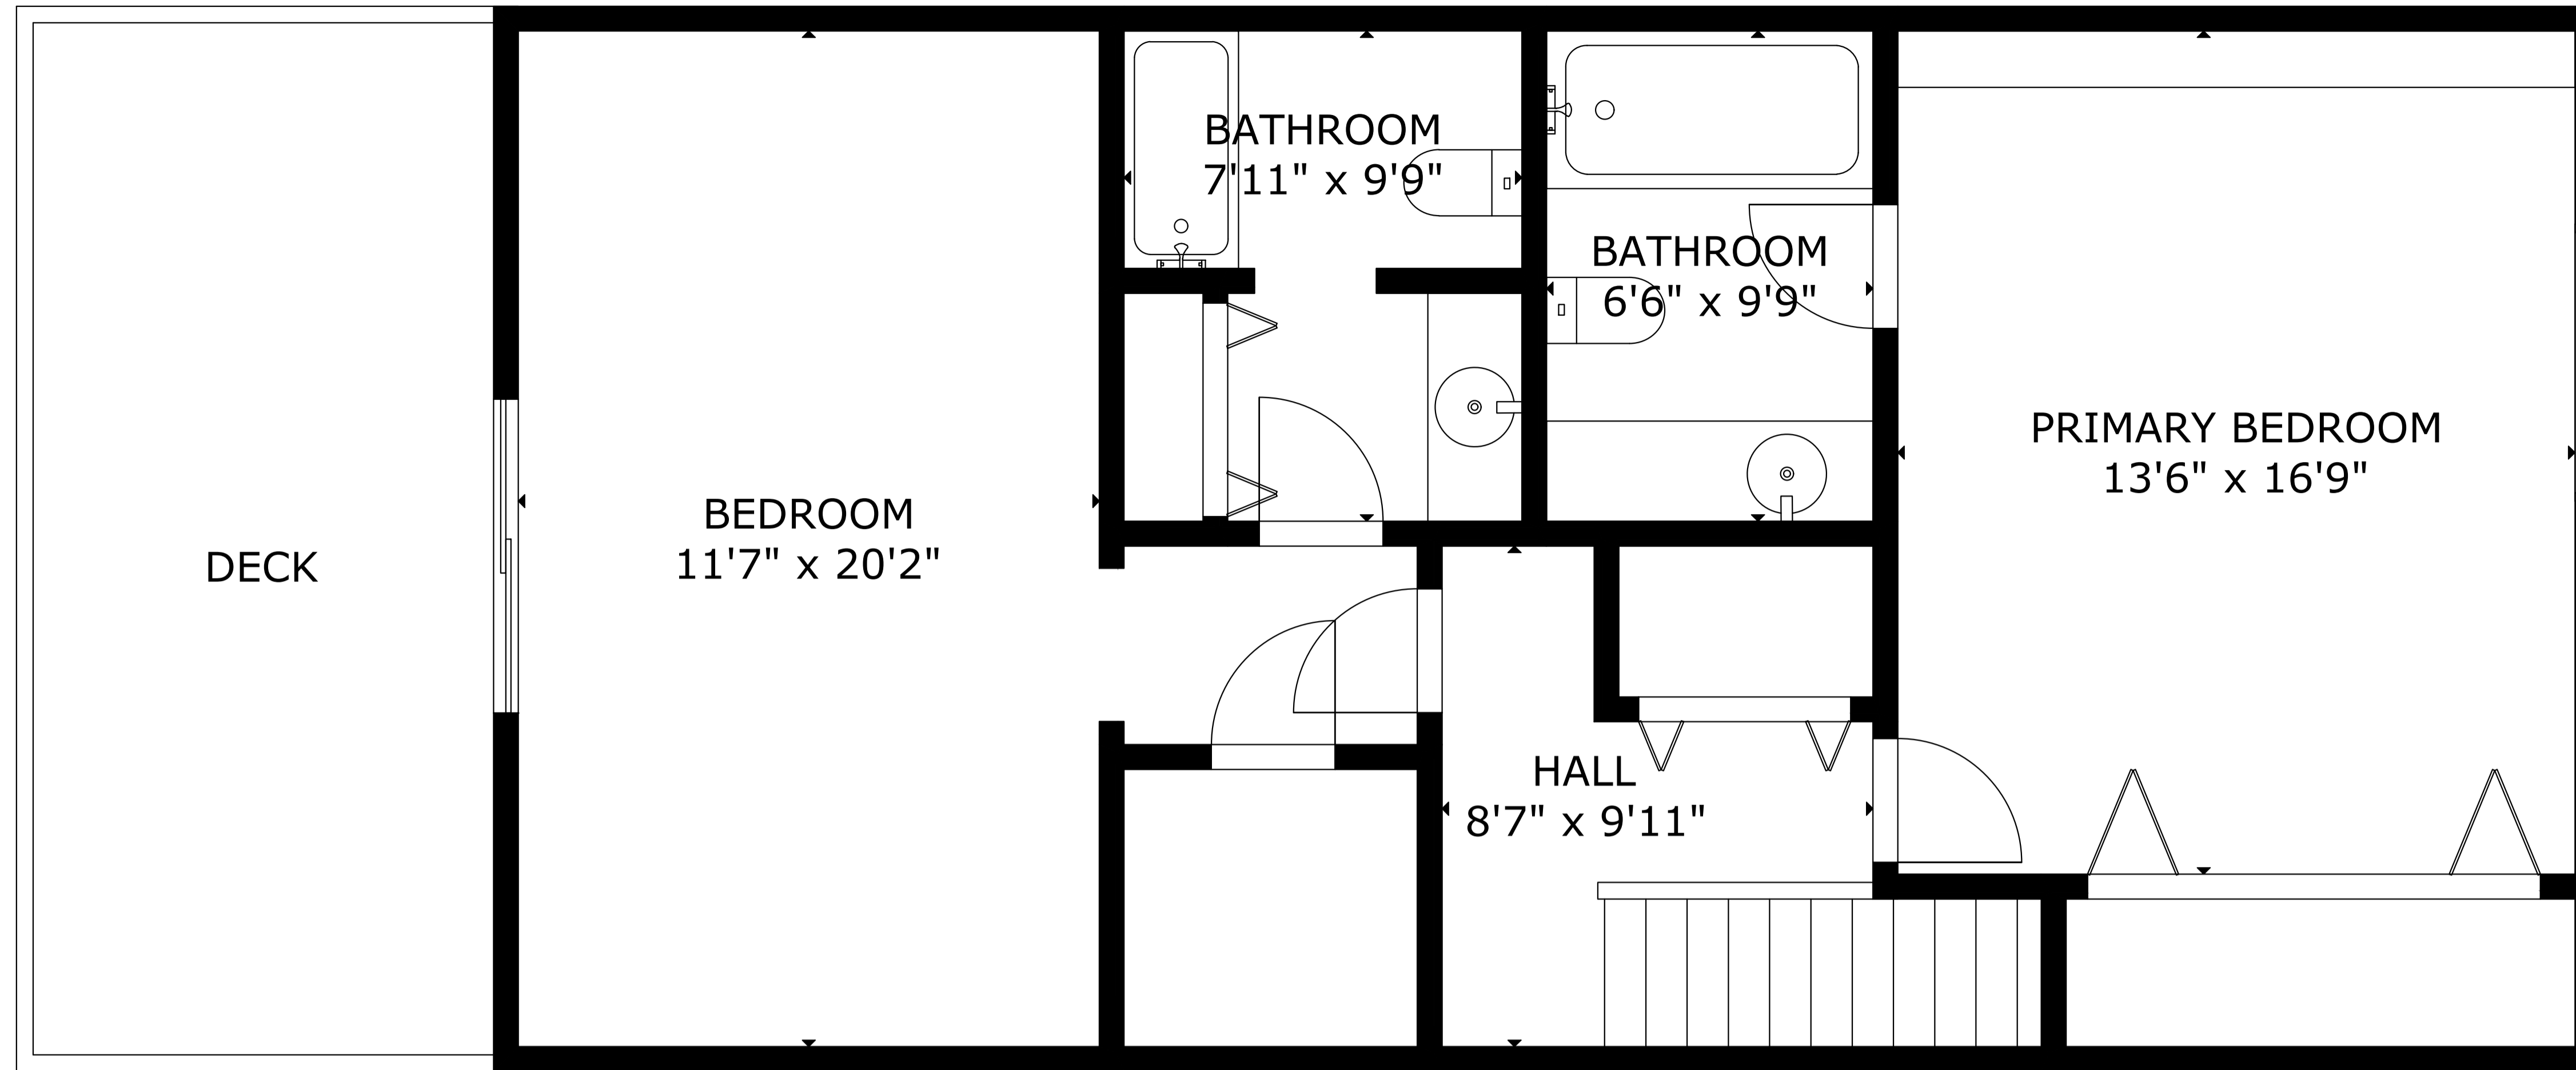 BATHROOM
7'11" x 9'9"
BATHROOM
6'6" x 9'9"
PRIMARY BEDROOM
13'6" x 16'9"
BEDROOM
11'7" x 20'2"
DECK
HALL
8'7" x 9'11"